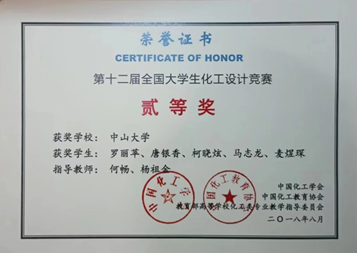 荣誉证书
CERTIFICATE OF HONOR
第十二届全国大学生化工设计竞赛
贰等奖
获奖学校：中山大学
获奖学生：罗丽苹、唐银香、柯晓炫、马志龙、麦煜琛
指导教师：何畅、杨祖金
中国化工学会
中国化工教育协会
教育部高等学校化工类专业教学指导委员会
二〇一八年八月